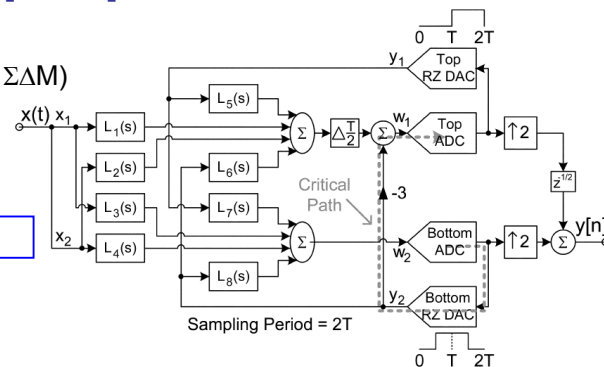 0 T 2T
ΣΔM)
y1
Top
RZ DAC
x(t) x1
L1(s)
L5(s)
Σ
ΔT/2
Σ
w1
Top
ADC
↑2
L2(s)
L6(s)
Critical
Path
-3
z-1/2
L3(s)
L7(s)
x2
L4(s)
Σ
w2
Bottom
ADC
↑2
Σ
y[n]
L8(s)
y2
Bottom
RZ DAC
Sampling Period = 2T
0 T 2T